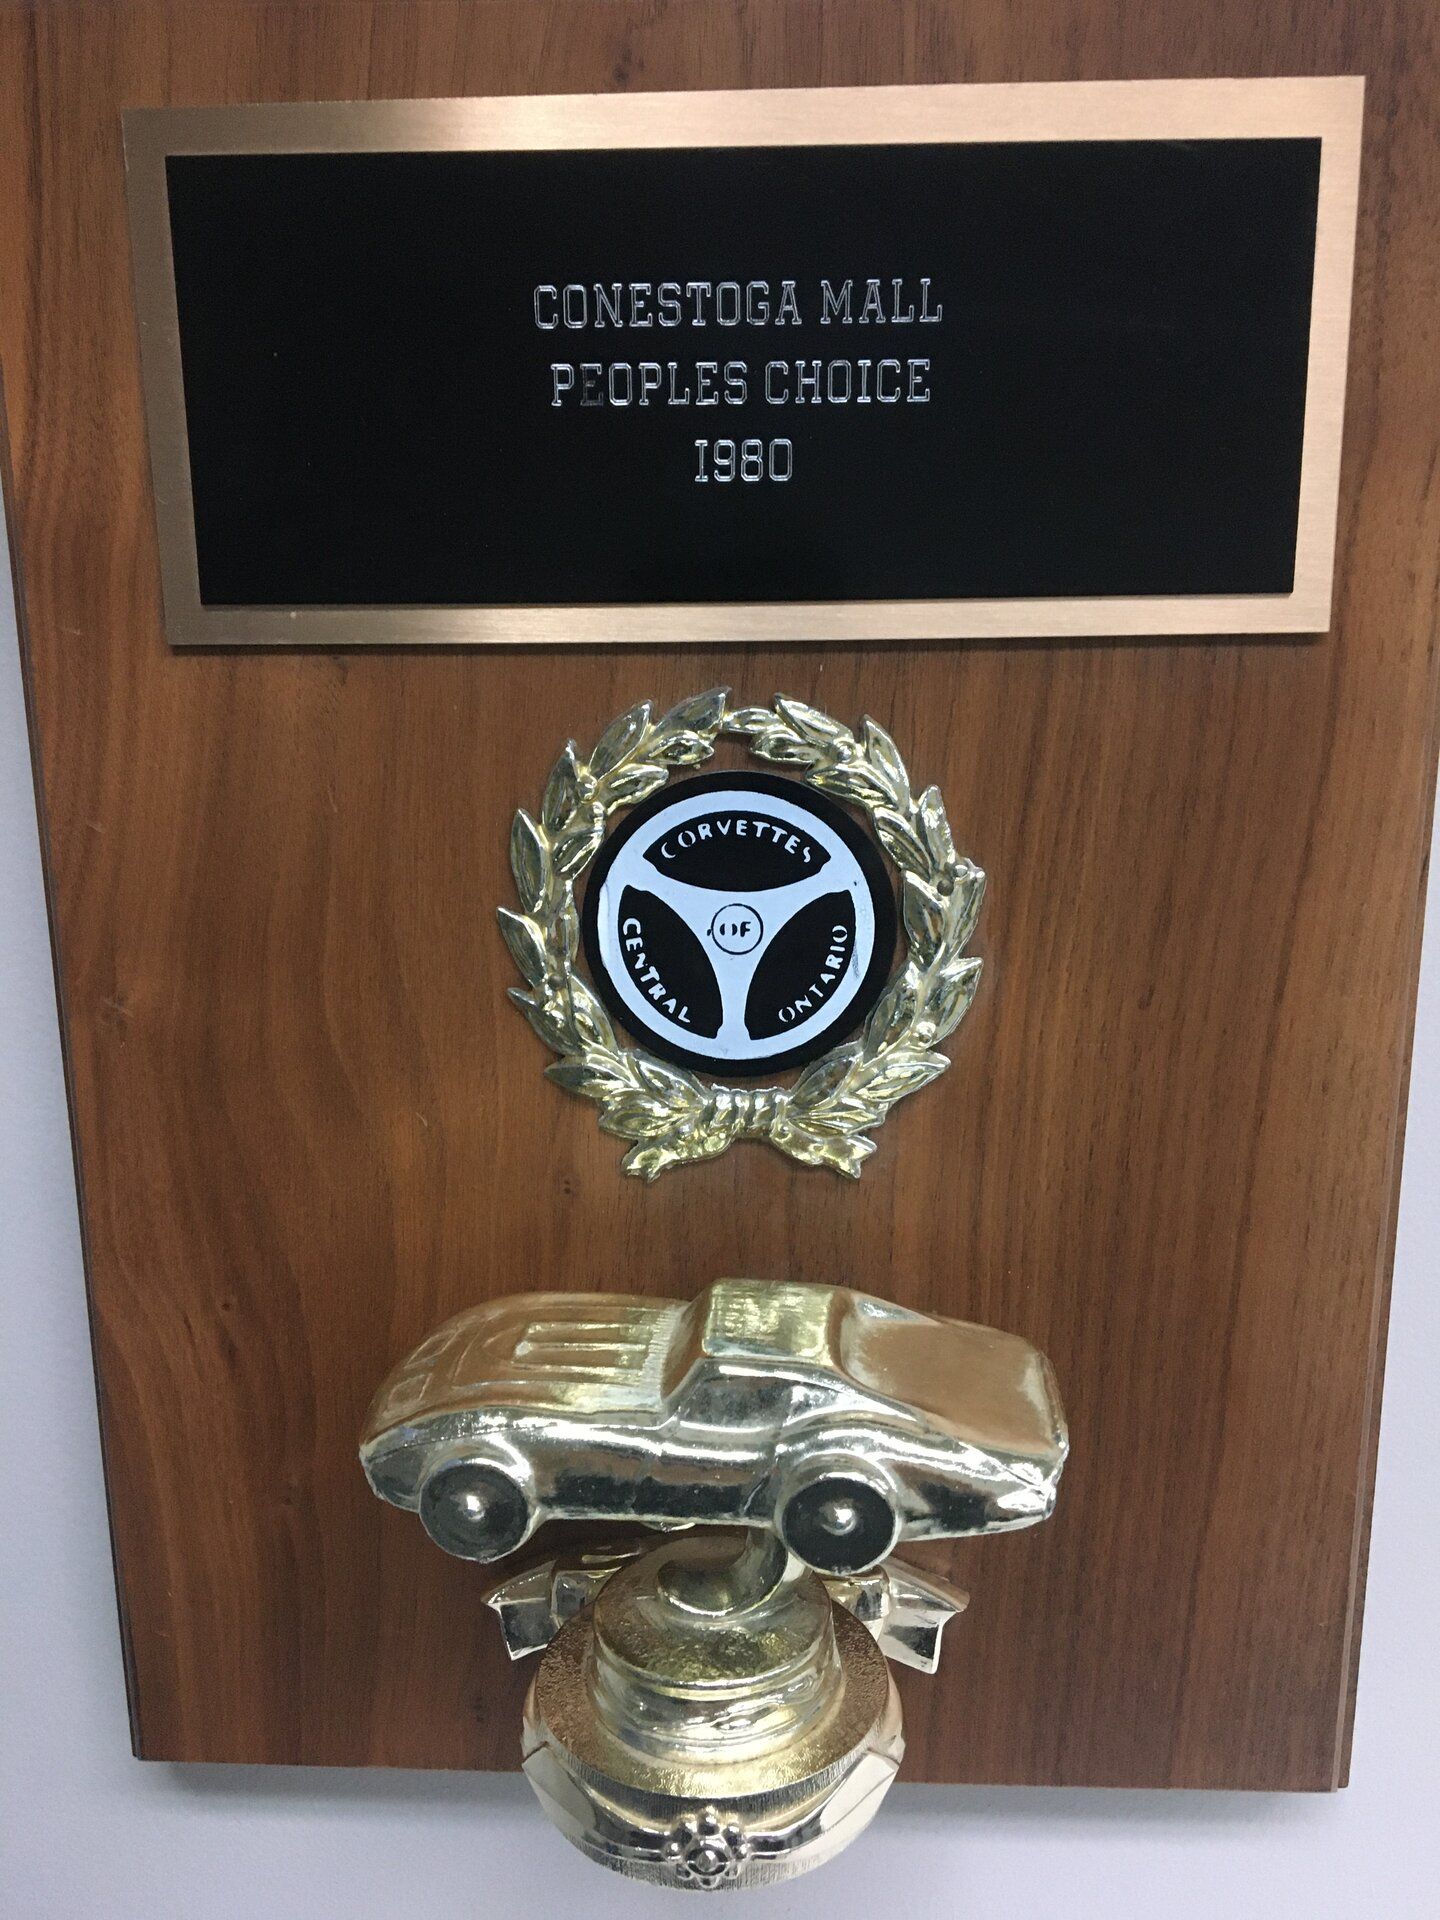 CONESTOGA MALL
PEOPLES CHOICE
1980
CORVETTES
OF
CENTRAL
ONTARIO